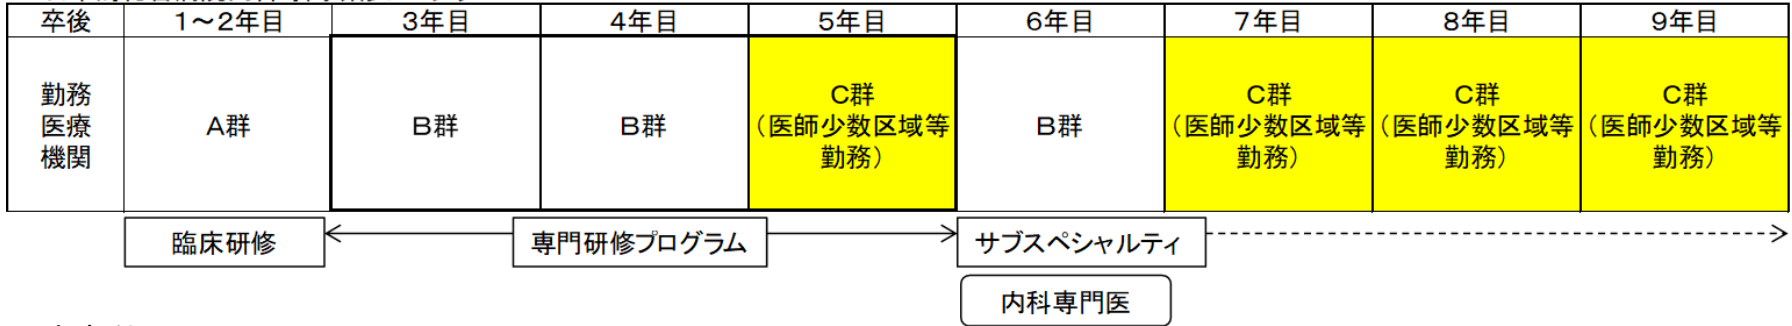 卒後 1～2年目 3年目 4年目 5年目 6年目 7年目 8年目 9年目
勤務
医療
機関
A群
B群
B群
C群
（医師少数区域等
勤務）
B群
C群
（医師少数区域等
勤務）
C群
（医師少数区域等
勤務）
C群
（医師少数区域等
勤務）
臨床研修
専門研修プログラム
サブスペシャルティ
内科専門医